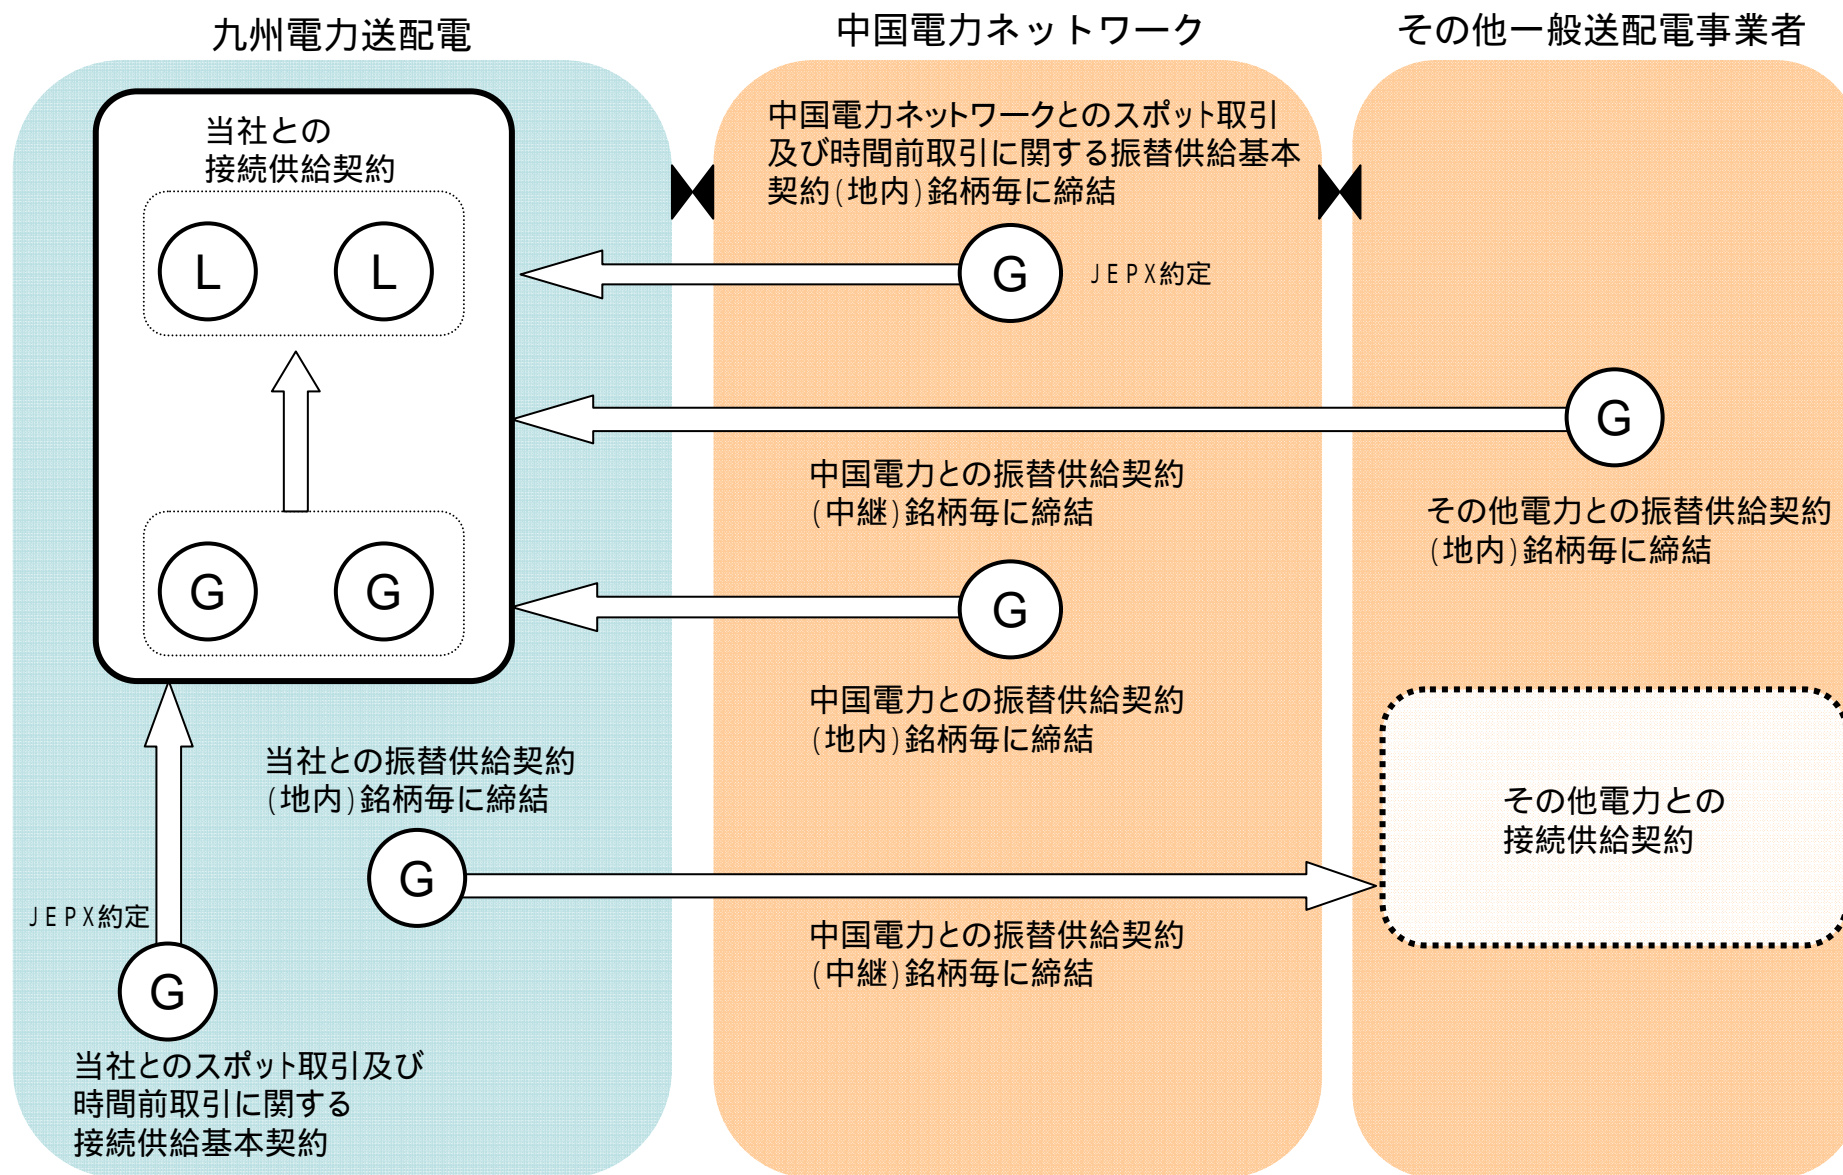 九州電力送配電
中国電力ネットワーク
その他一般送配電事業者
当社との
接続供給契約
L
L
G
G
JEPX約定
G
当社とのスポット取引及び
時間前取引に関する
接続供給基本契約
当社との振替供給契約
(地内)銘柄毎に締結
G
中国電力ネットワークとのスポット取引
及び時間前取引に関する振替供給基本
契約(地内)銘柄毎に締結
G
JEPX約定
中国電力との振替供給契約
(中継)銘柄毎に締結
G
中国電力との振替供給契約
(地内)銘柄毎に締結
中国電力との振替供給契約
(中継)銘柄毎に締結
G
その他電力との振替供給契約
(地内)銘柄毎に締結
その他電力との
接続供給契約